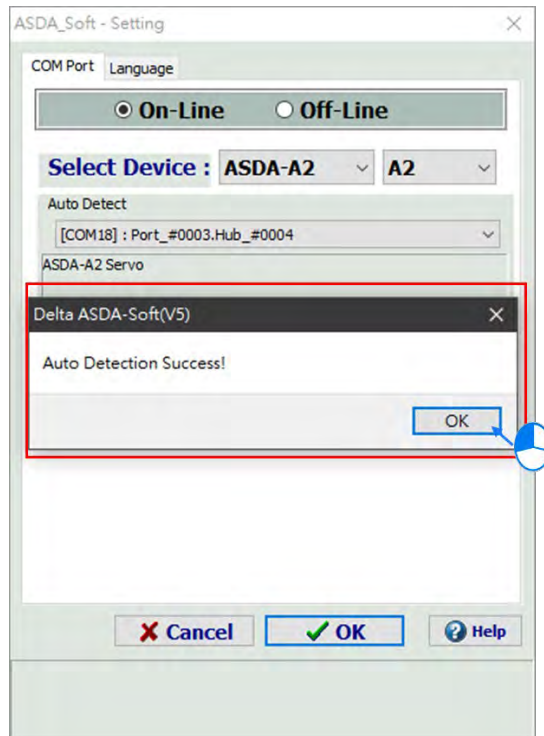 ASDA_Soft - Setting
COM Port Language
On-Line Off-Line
Select Device : ASDA-A2 A2
Auto Detect
[COM18] : Port_#0003.Hub_#0004
ASDA-A2 Servo
Delta ASDA-Soft(V5)
Auto Detection Success!
OK
Cancel OK Help